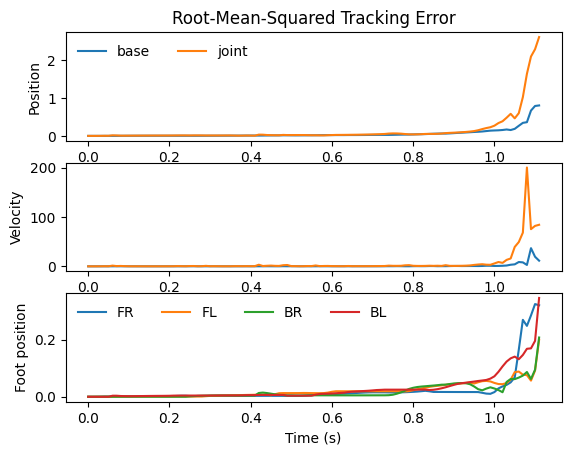 Root-Mean-Squared Tracking Error
Position
2
1
0
base joint
0.0 0.2 0.4 0.6 0.8 1.0
Velocity
200
100
0
0.0 0.2 0.4 0.6 0.8 1.0
Foot position
0.2
0.0
FR FL BR BL
0.0 0.2 0.4 0.6 0.8 1.0
Time (s)